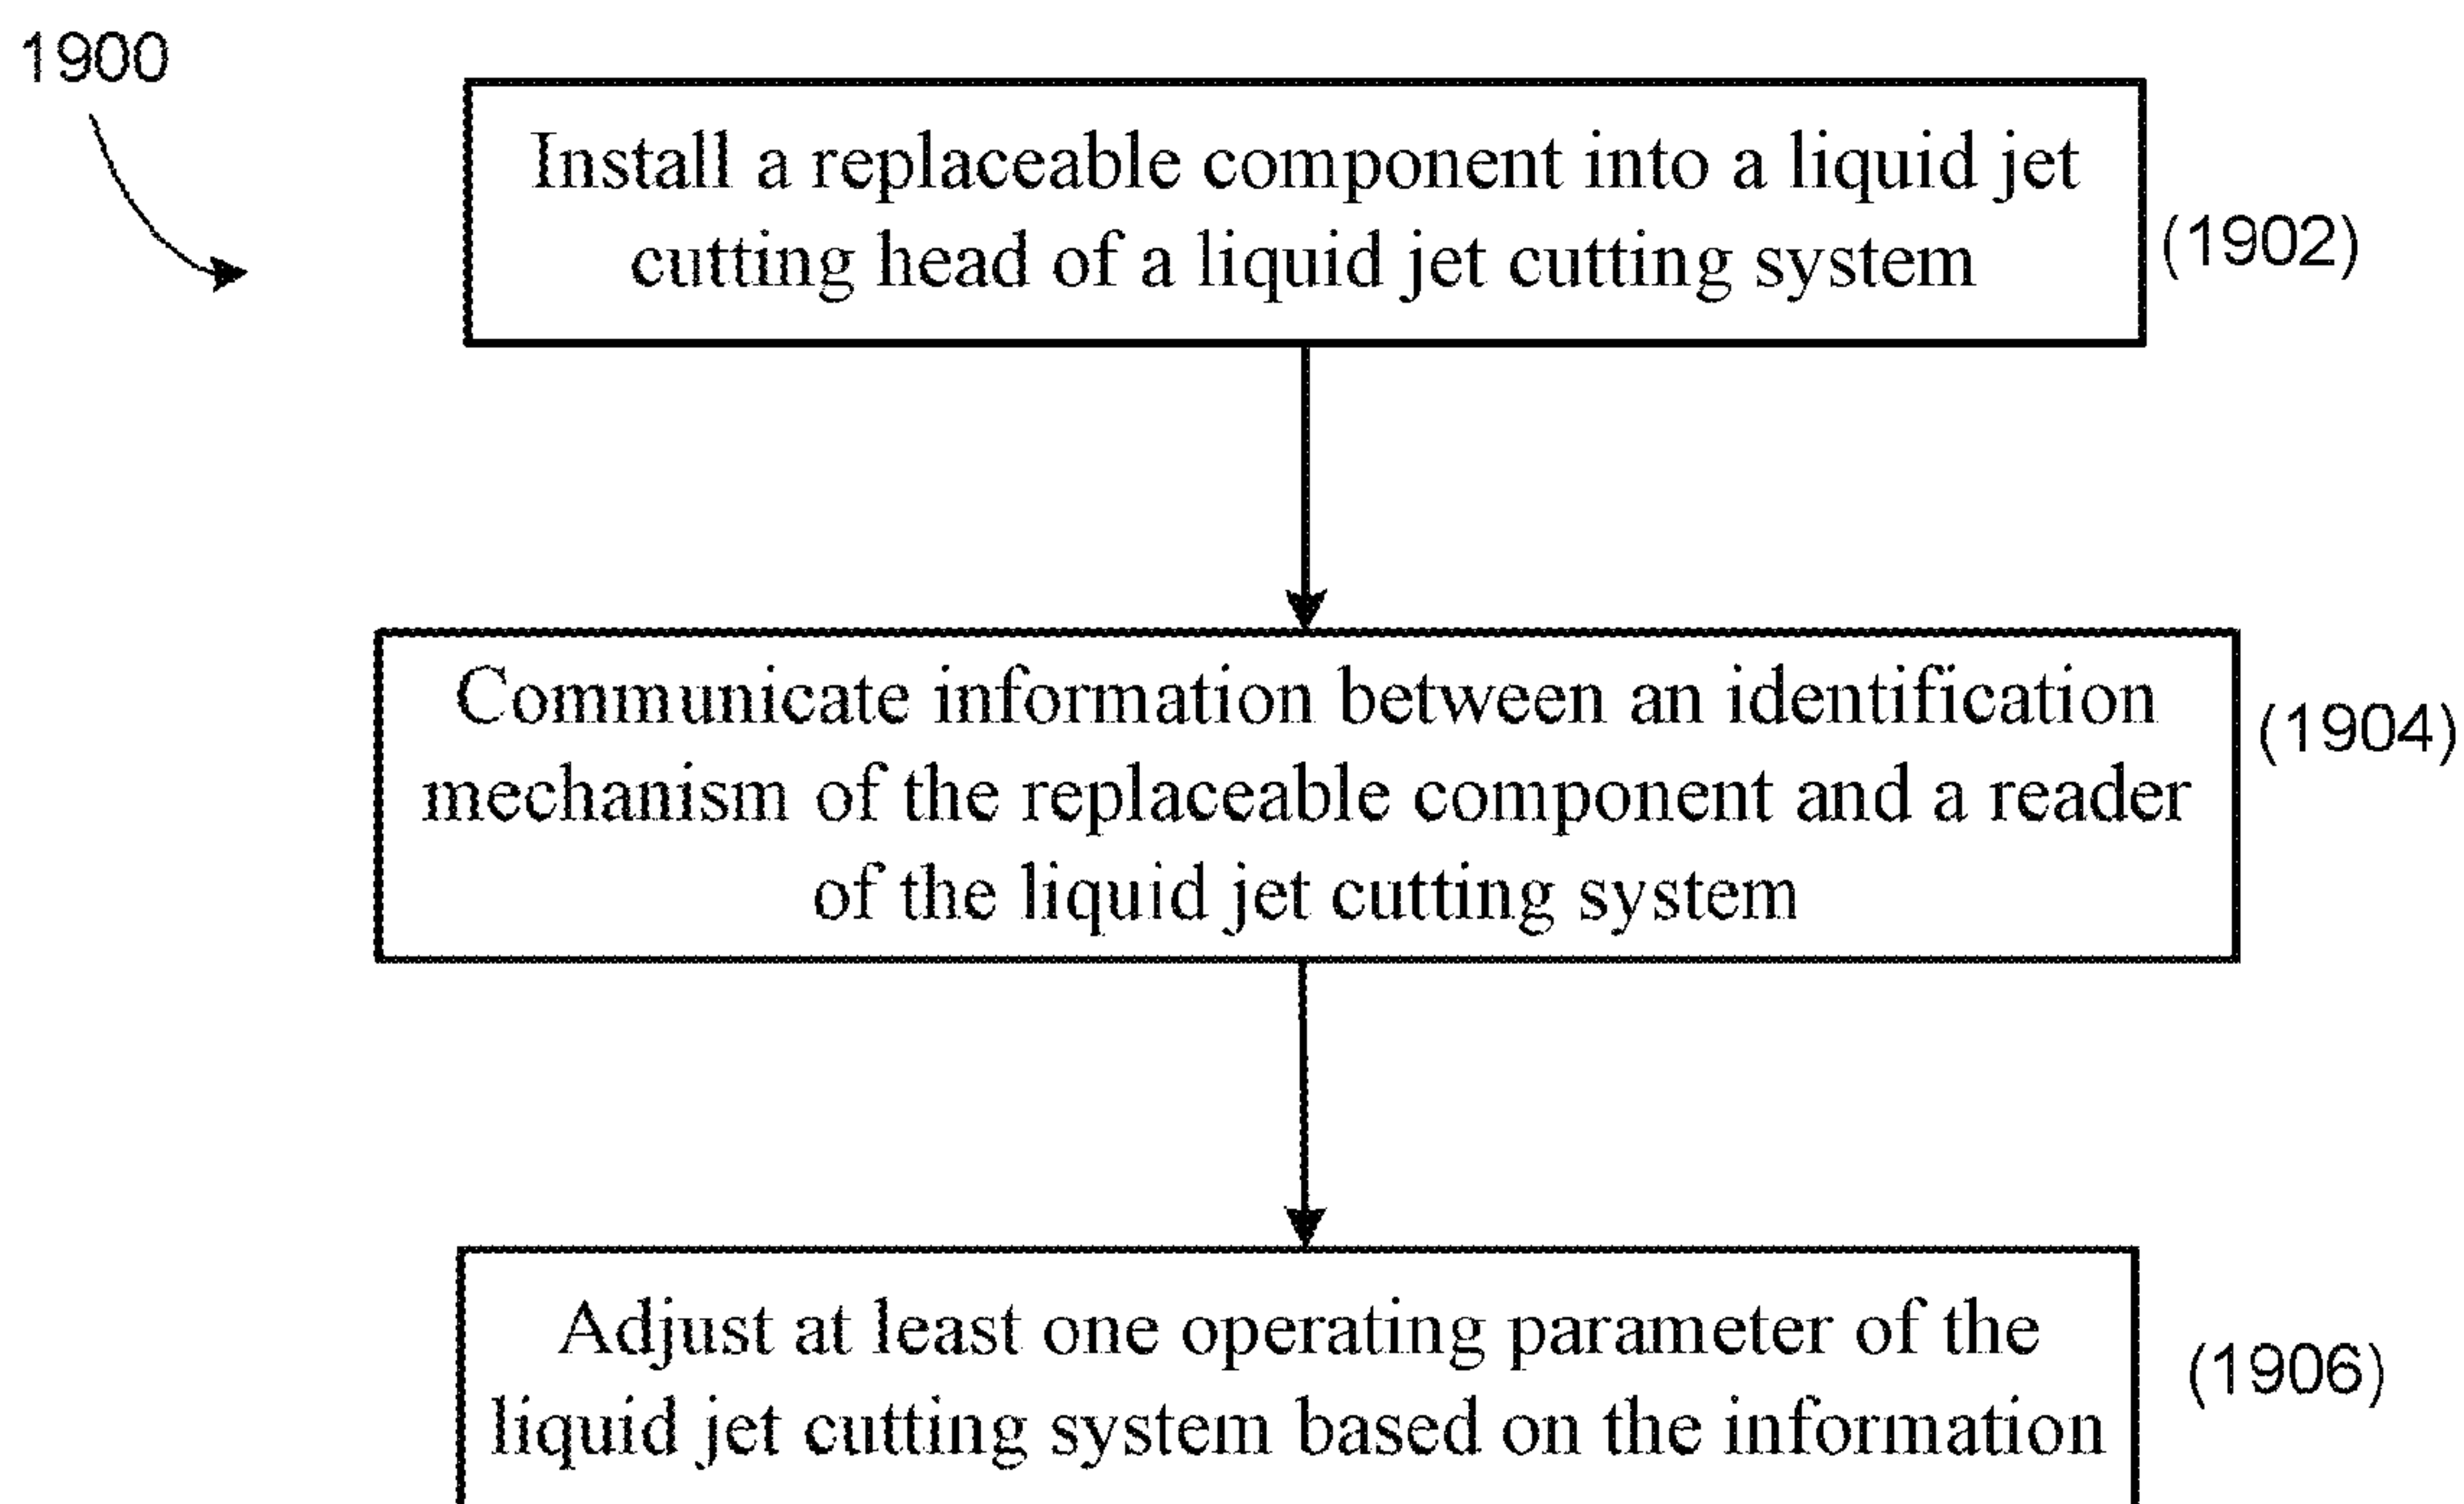 1900
Install a replaceable component into a liquid jet
cutting head of a liquid jet cutting system
(1902)
Communicate information between an identification
mechanism of the replaceable component and a reader
of the liquid jet cutting system
(1904)
Adjust at least one operating parameter of the
liquid jet cutting system based on the information
(1906)